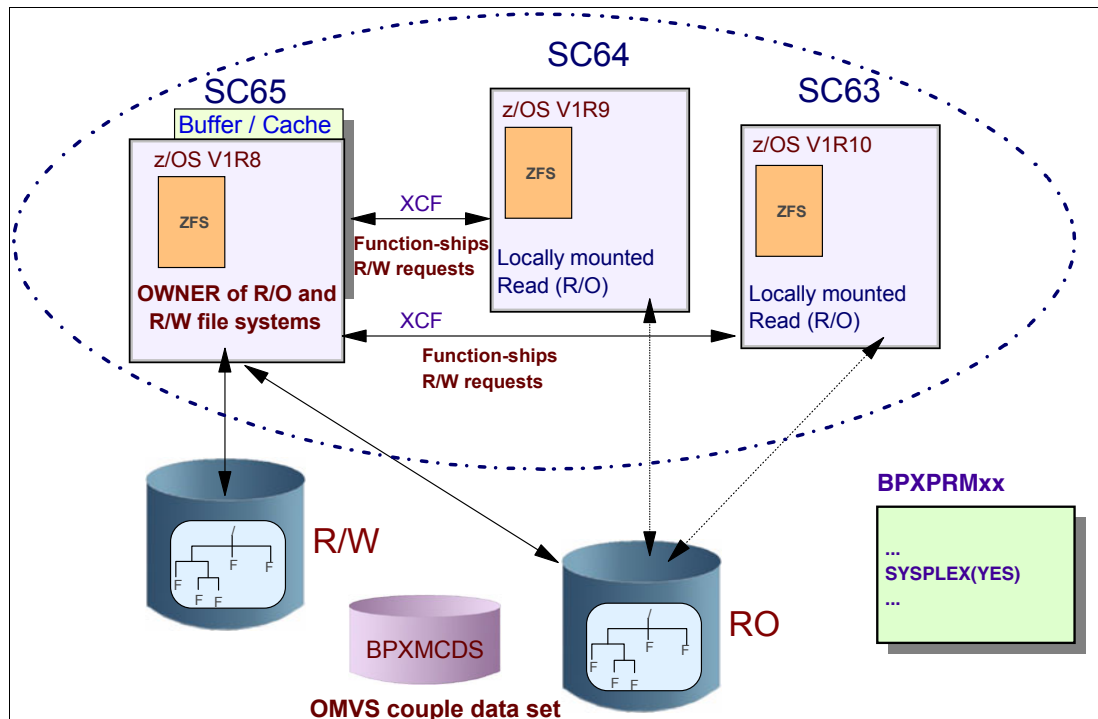 SC65
Buffer / Cache
z/OS V1R8
ZFS
OWNER of R/O and
R/W file systems
SC64
z/OS V1R9
ZFS
Locally mounted
Read (R/O)
SC63
z/OS V1R10
ZFS
Locally mounted
Read (R/O)
XCF
Function-ships
R/W requests
XCF
Function-ships
R/W requests
/
F
F
F
F
F
R/W
BPXMCDS
OMVS couple data set
/
F
F
F
F
F
RO
BPXPRMxx
...
SYSPLEX(YES)
...